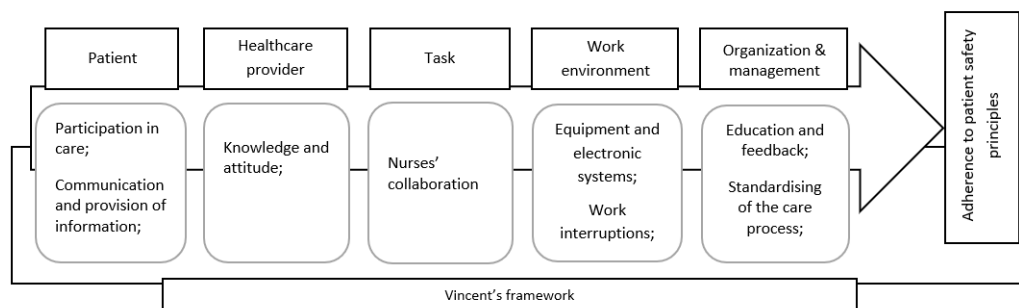 Patient
Healthcare
provider
Task
Work
environment
Organization &
management
Participation in
care;
Communication
and provision of
information;
Knowledge and
attitude;
Nurses'
collaboration
Equipment and
electronic
systems;
Work
interruptions;
Education and
feedback;
Standardising
of the care
process;
Adherence to patient safety
principles
Vincent's framework